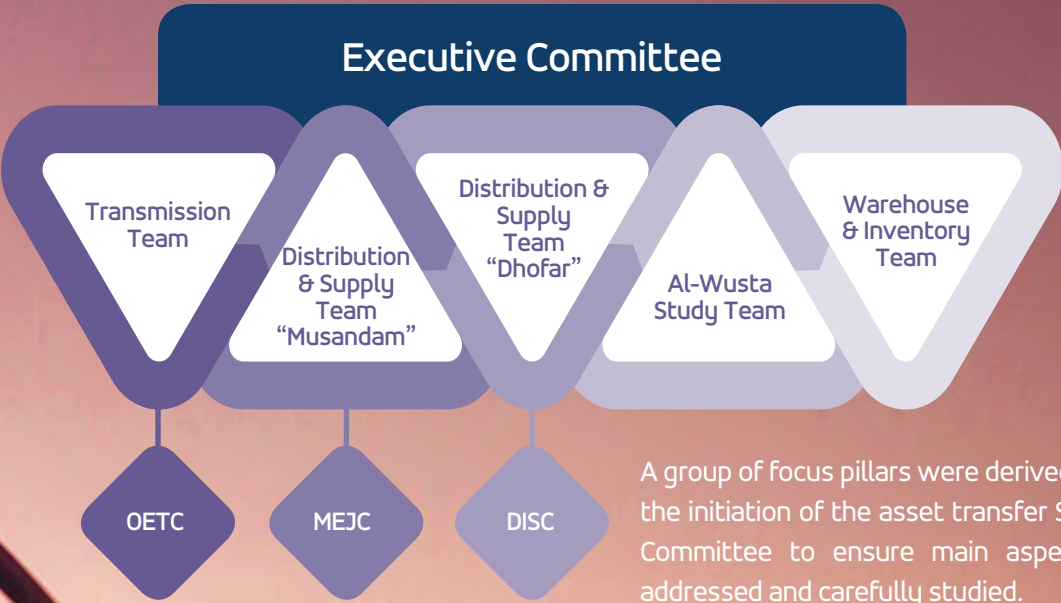 Executive Committee
Transmission
Team
Distribution
& Supply
Team
“Musandam”
Distribution &
Supply
Team
“Dhofar”
Al-Wusta
Study Team
Warehouse
& Inventory
Team
OETC
MEJC
DISC
A group of focus pillars were derived
the initiation of the asset transfer
Committee to ensure main
addressed and carefully studied.